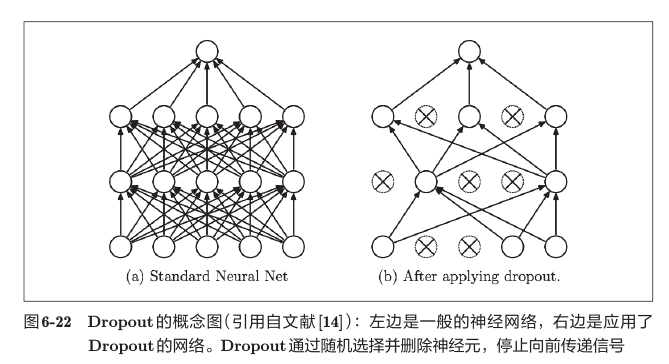 (a) Standard Neural Net
(b) After applying dropout.
图6-22 Dropout的概念图（引用自文献[14]）：左边是一般的神经网络，右边是应用了
Dropout的网络。Dropout通过随机选择并删除神经元，停止向前传递信号